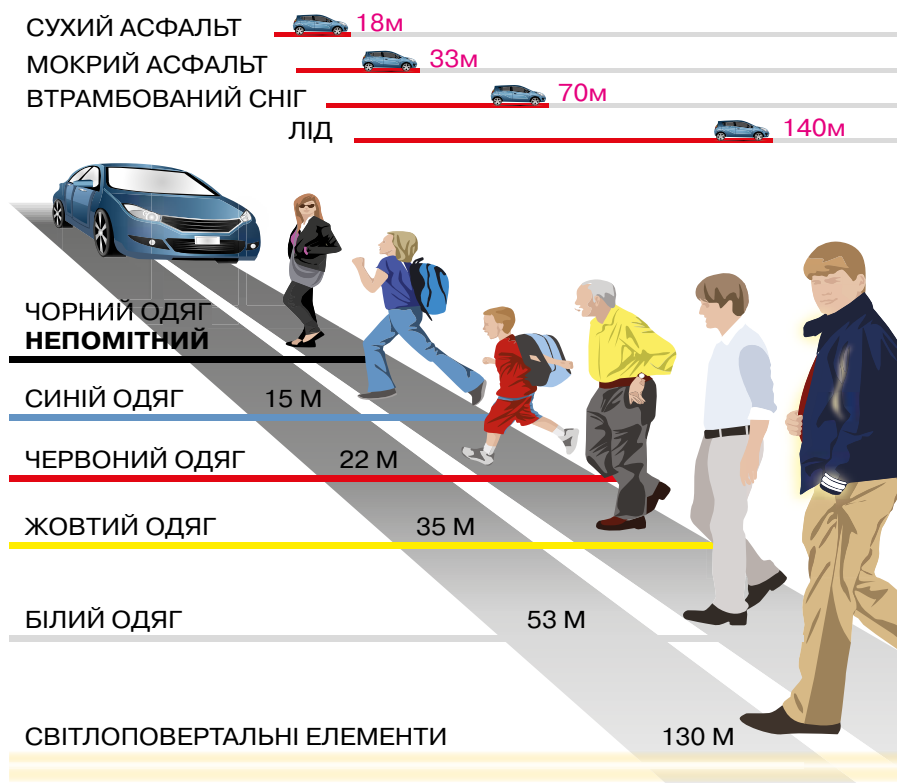 СУХИЙ АСФАЛЬТ 18м
МОКРИЙ АСФАЛЬТ 33м
ВТРАМБОВАНИЙ СНІГ 70м
ЛІД 140м
ЧОРНИЙ ОДЯГ
НЕПОМІТНИЙ
СИНІЙ ОДЯГ 15 М
ЧЕРВОНИЙ ОДЯГ 22 М
ЖОВТИЙ ОДЯГ 35 М
БІЛИЙ ОДЯГ 53 М
СВІТЛОПОВЕРТАЛЬНІ ЕЛЕМЕНТИ 130 М